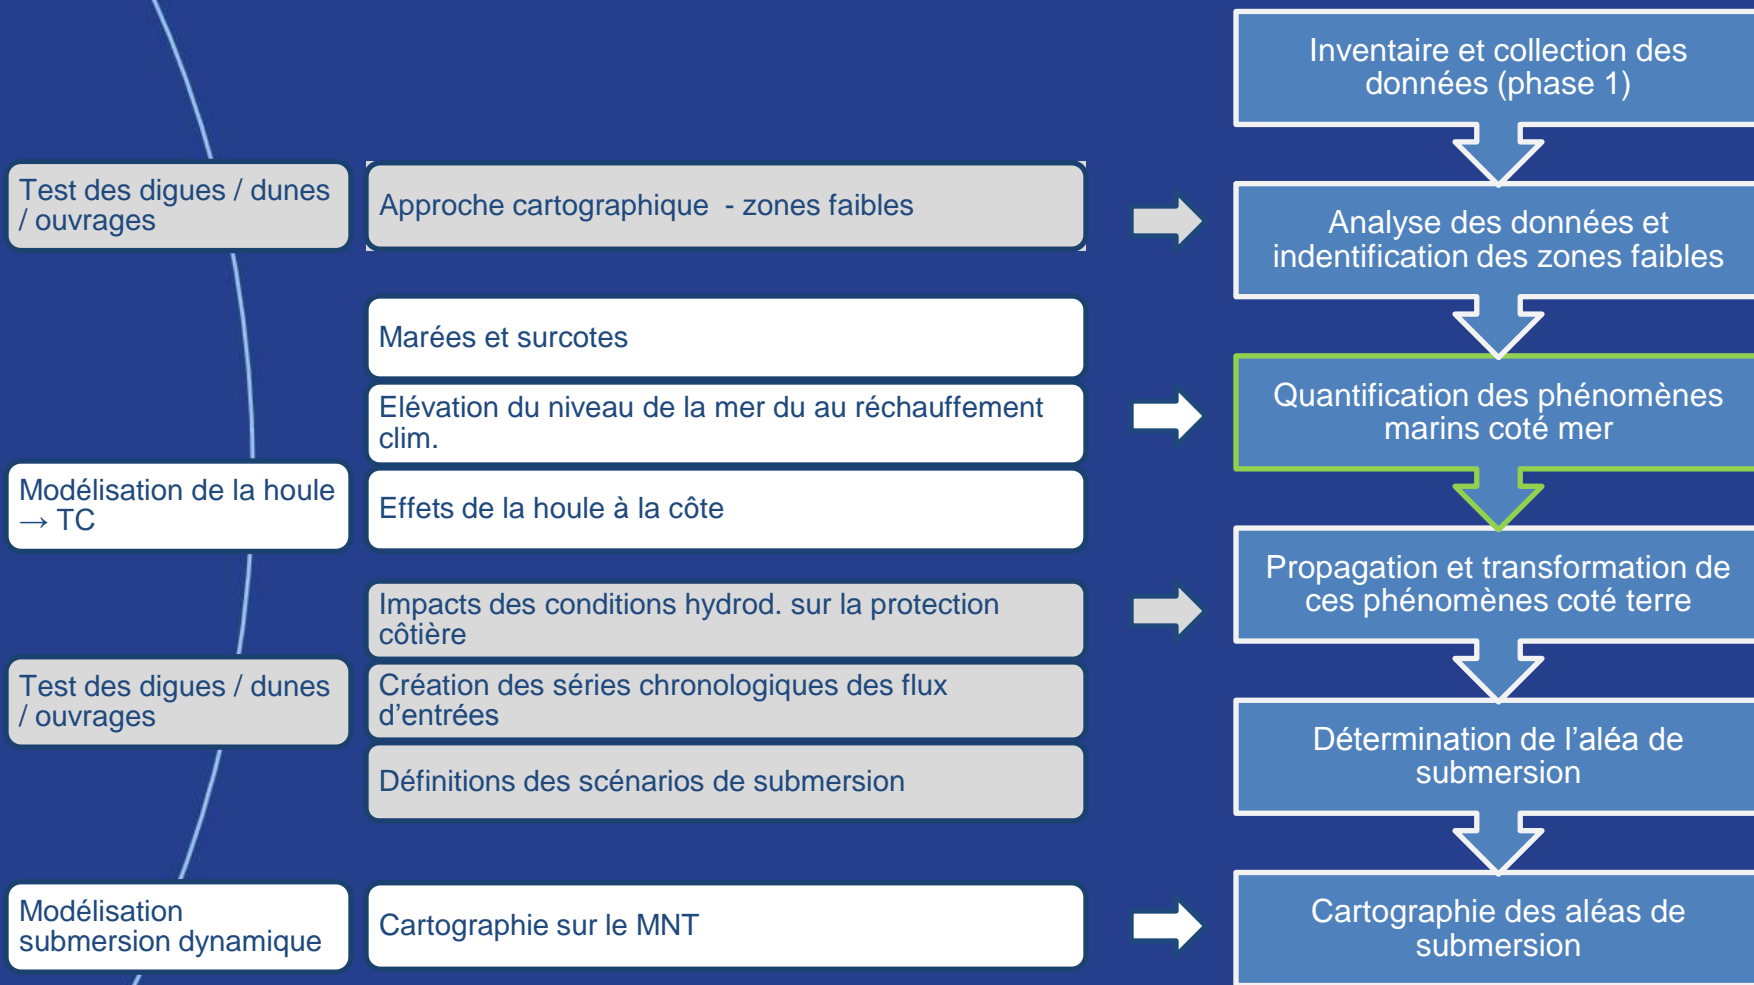 Inventaire et collection des
données (phase 1)
Test des digues / dunes
/ ouvrages
Approche cartographique  - zones faibles
Analyse des données et
indentification des zones faibles
Marées et surcotes
Elévation du niveau de la mer du au réchauffement
clim.
Quantification des phénomènes
marins coté mer
Modélisation de la houle
→ TC
Effets de la houle à la côte
Propagation et transformation de
ces phénomènes coté terre
Impacts des conditions hydrod. sur la protection
côtière
Test des digues / dunes
/ ouvrages
Création des séries chronologiques des flux
d'entrées
Définitions des scénarios de submersion
Détermination de l'aléa de
submersion
Modélisation
submersion dynamique
Cartographie sur le MNT
Cartographie des aléas de
submersion